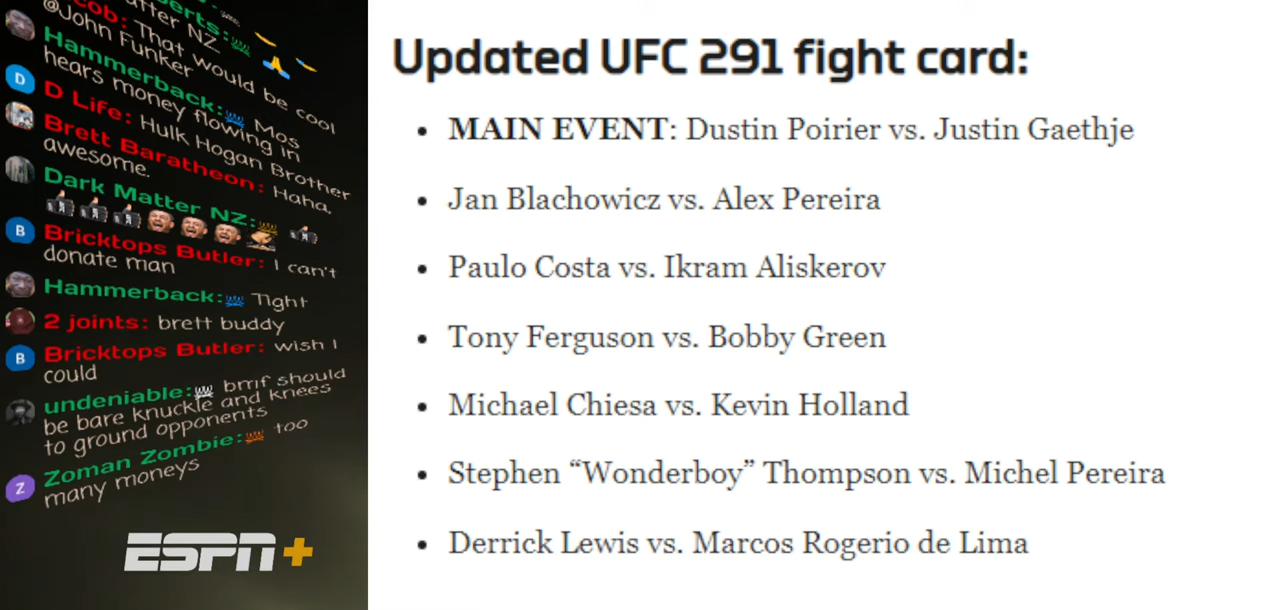 erts:
@John Funker
ob: That would be cool
Hammerback: Mos
hears money flowing in
D
D Life: Hulk Hogan Brother
Brett Baratheon: Haha.
awesome.
Dark Matter NZ:
B
Bricktops Butler: I can't
donate man
Hammerback: Tight
2 joints: brett buddy
B
Bricktops Butler: wish I
could
undeniable: bmf should
be bare knuckle and knees
to ground opponents
Z
Zoman Zombie: too
many moneys
ESPN+
Updated UFC 291 fight card:
• MAIN EVENT: Dustin Poirier vs. Justin Gaethje
• Jan Blachowicz vs. Alex Pereira
• Paulo Costa vs. Ikram Aliskerov
• Tony Ferguson vs. Bobby Green
• Michael Chiesa vs. Kevin Holland
• Stephen “Wonderboy” Thompson vs. Michel Pereira
• Derrick Lewis vs. Marcos Rogerio de Lima